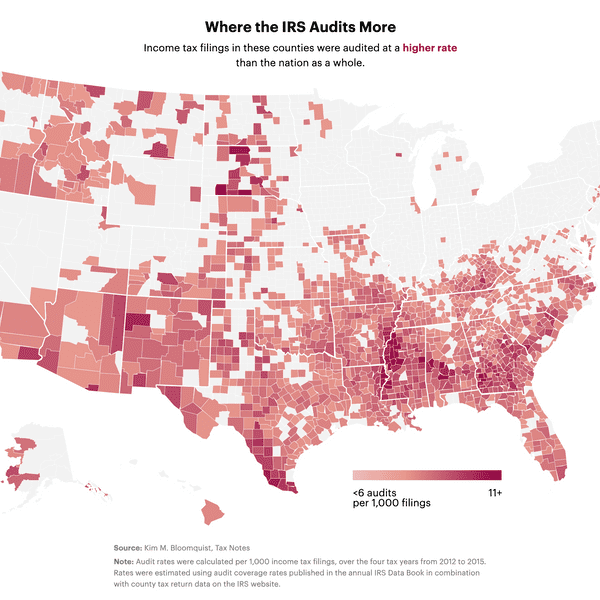 Where the IRS Audits More
Income tax filings in these counties were audited at a higher rate
than the nation as a whole.
<6 audits
per 1,000 filings
11+
Source: Kim M. Bloomquist, Tax Notes
Note: Audit rates were calculated per 1,000 income tax filings, over the four tax years from 2012 to 2015.
Rates were estimated using audit coverage rates published in the annual IRS Data Book in combination
with county tax return data on the IRS website.